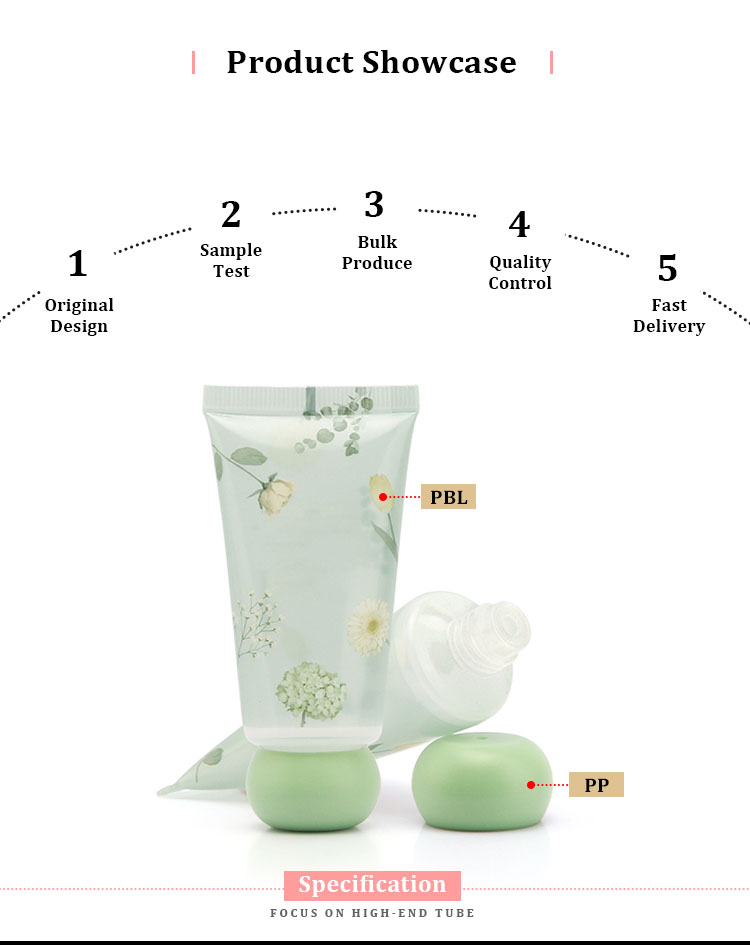 Product Showcase
1
Original
Design
2
Sample
Test
3
Bulk
Produce
4
Quality
Control
5
Fast
Delivery
PBL
PP
Specification
FOCUS ON HIGH-END TUBE